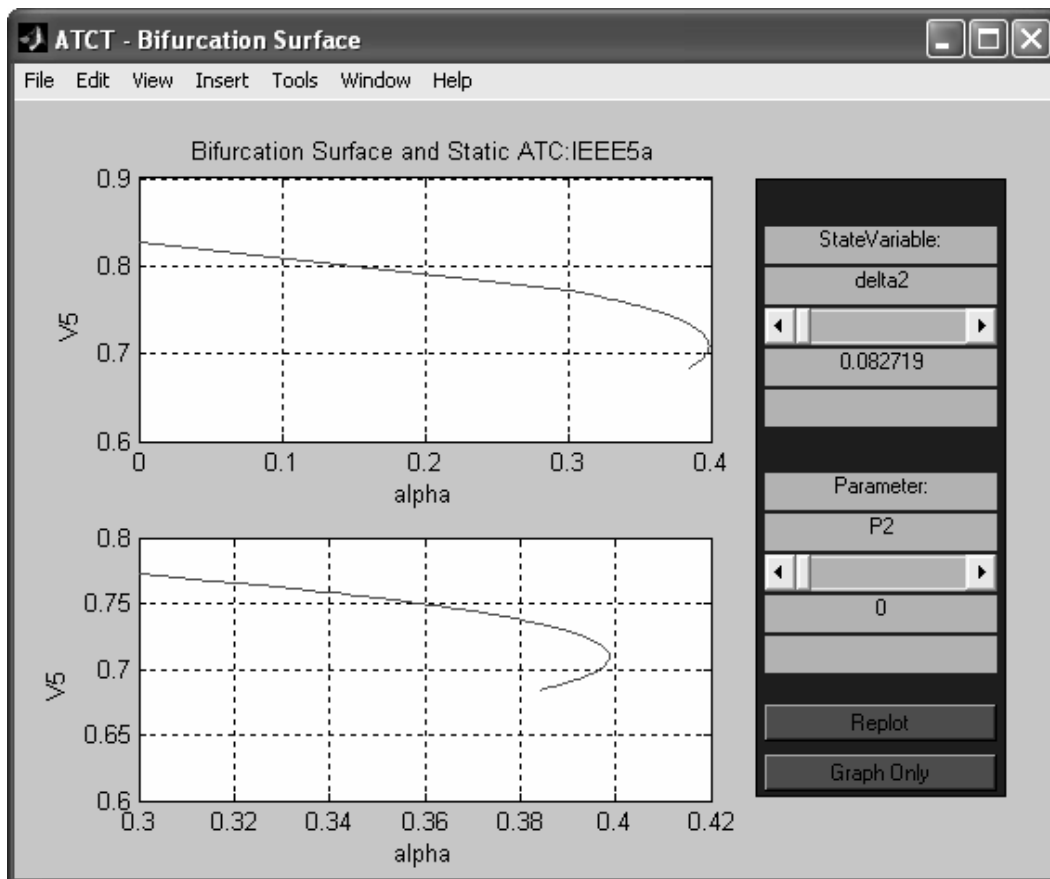 ATCT - Bifurcation Surface
File Edit View Insert Tools Window Help
Bifurcation Surface and Static ATC:IEEE5a
0.9
0.8
0.7
0.6
V5
0 0.1 0.2 0.3 0.4
alpha
0.8
0.75
0.7
0.65
0.6
V5
0.3 0.32 0.34 0.36 0.38 0.4 0.42
alpha
StateVariable:
delta2
0.082719
Parameter:
P2
0
Replot
Graph Only